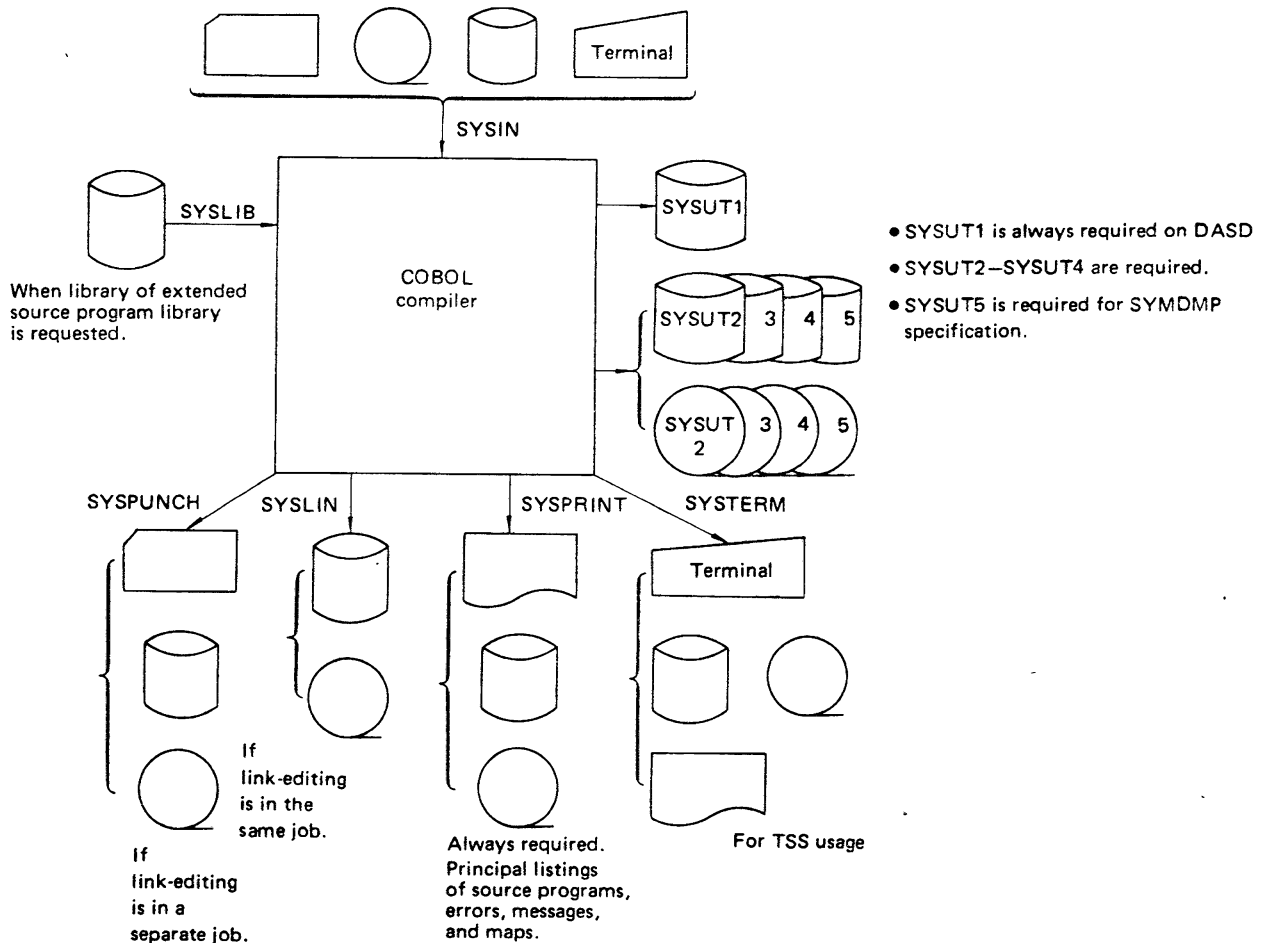 Terminal
SYSIN
SYSLIB
When library of extended
source program library
is requested.
COBOL
compiler
SYSUT1
SYSUT2 3 4 5
SYSUT 3 4 5
2
• SYSUT1 is always required on DASD
• SYSUT2–SYSUT4 are required.
• SYSUT5 is required for SYMDMP
specification.
SYSPUNCH
SYSLIN
SYSPRINT
SYSTERM
Terminal
If
link-editing
is in a
separate job.
If
link-editing
is in the
same job.
Always required.
Principal listings
of source programs,
errors, messages,
and maps.
For TSS usage